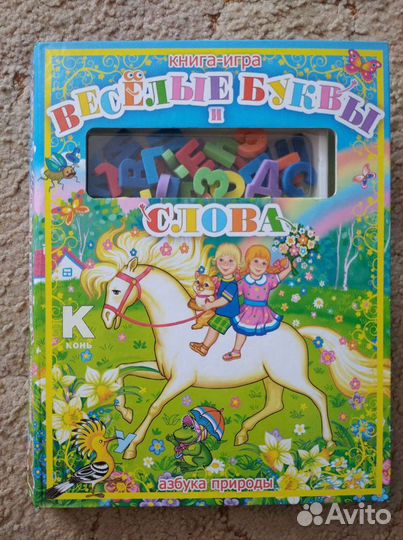 книга-игра
ВЕСЁЛЫЕ БУКВЫ
И
СЛОВА
К
КОНЬ
азбука природы
Avito